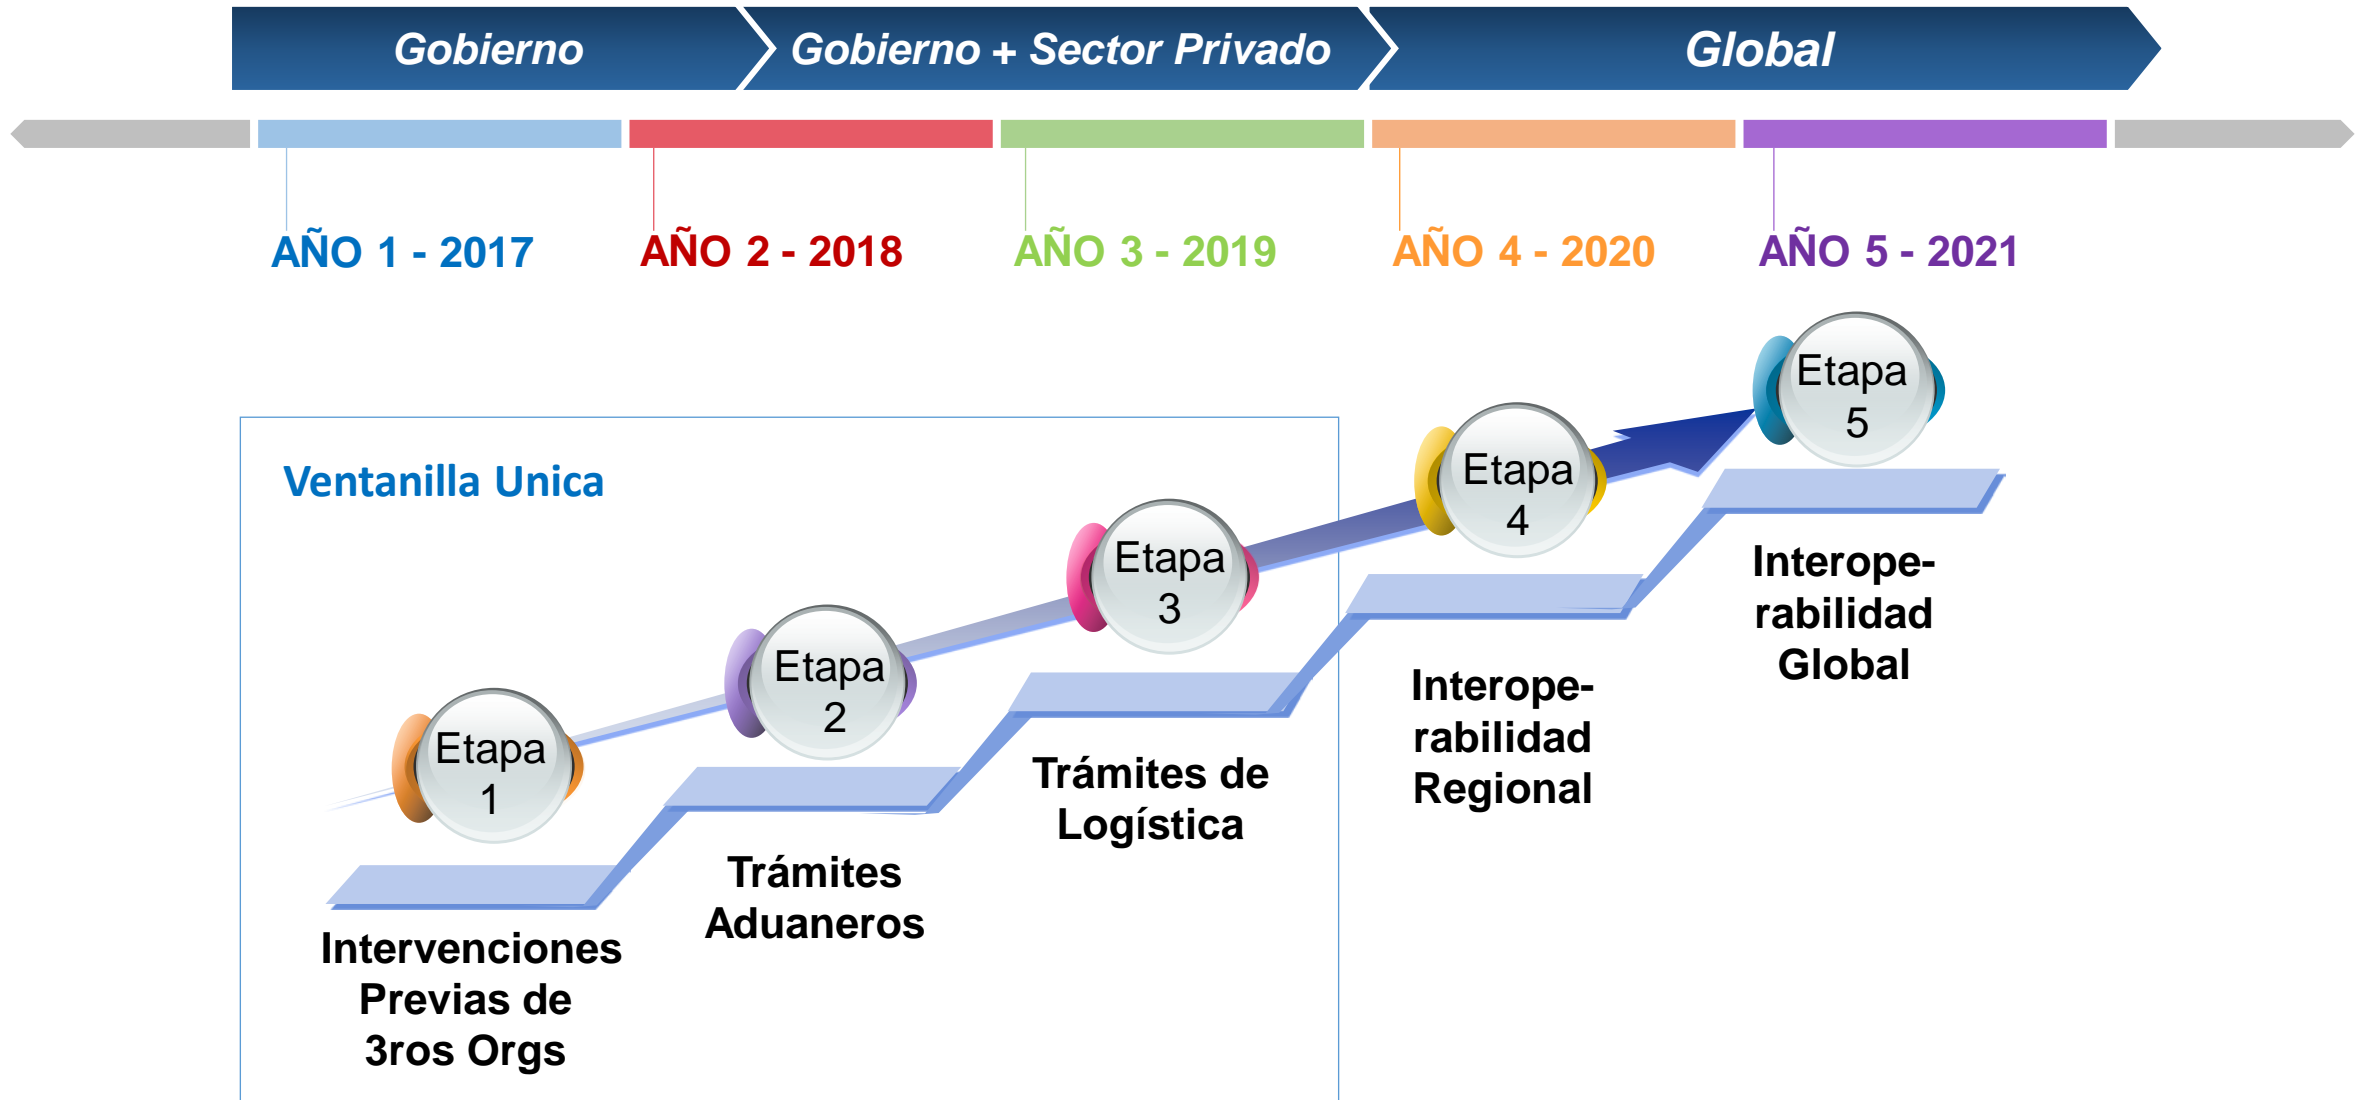 Gobierno
Gobierno + Sector Privado
Global
AÑO 1 - 2017
AÑO 2 - 2018
AÑO 3 - 2019
AÑO 4 - 2020
AÑO 5 - 2021
Ventanilla Unica
Etapa
1
Intervenciones
Previas de
3ros Orgs
Etapa
2
Trámites
Aduaneros
Etapa
3
Trámites de
Logística
Etapa
4
Interope-
rabilidad
Regional
Etapa
5
Interope-
rabilidad
Global